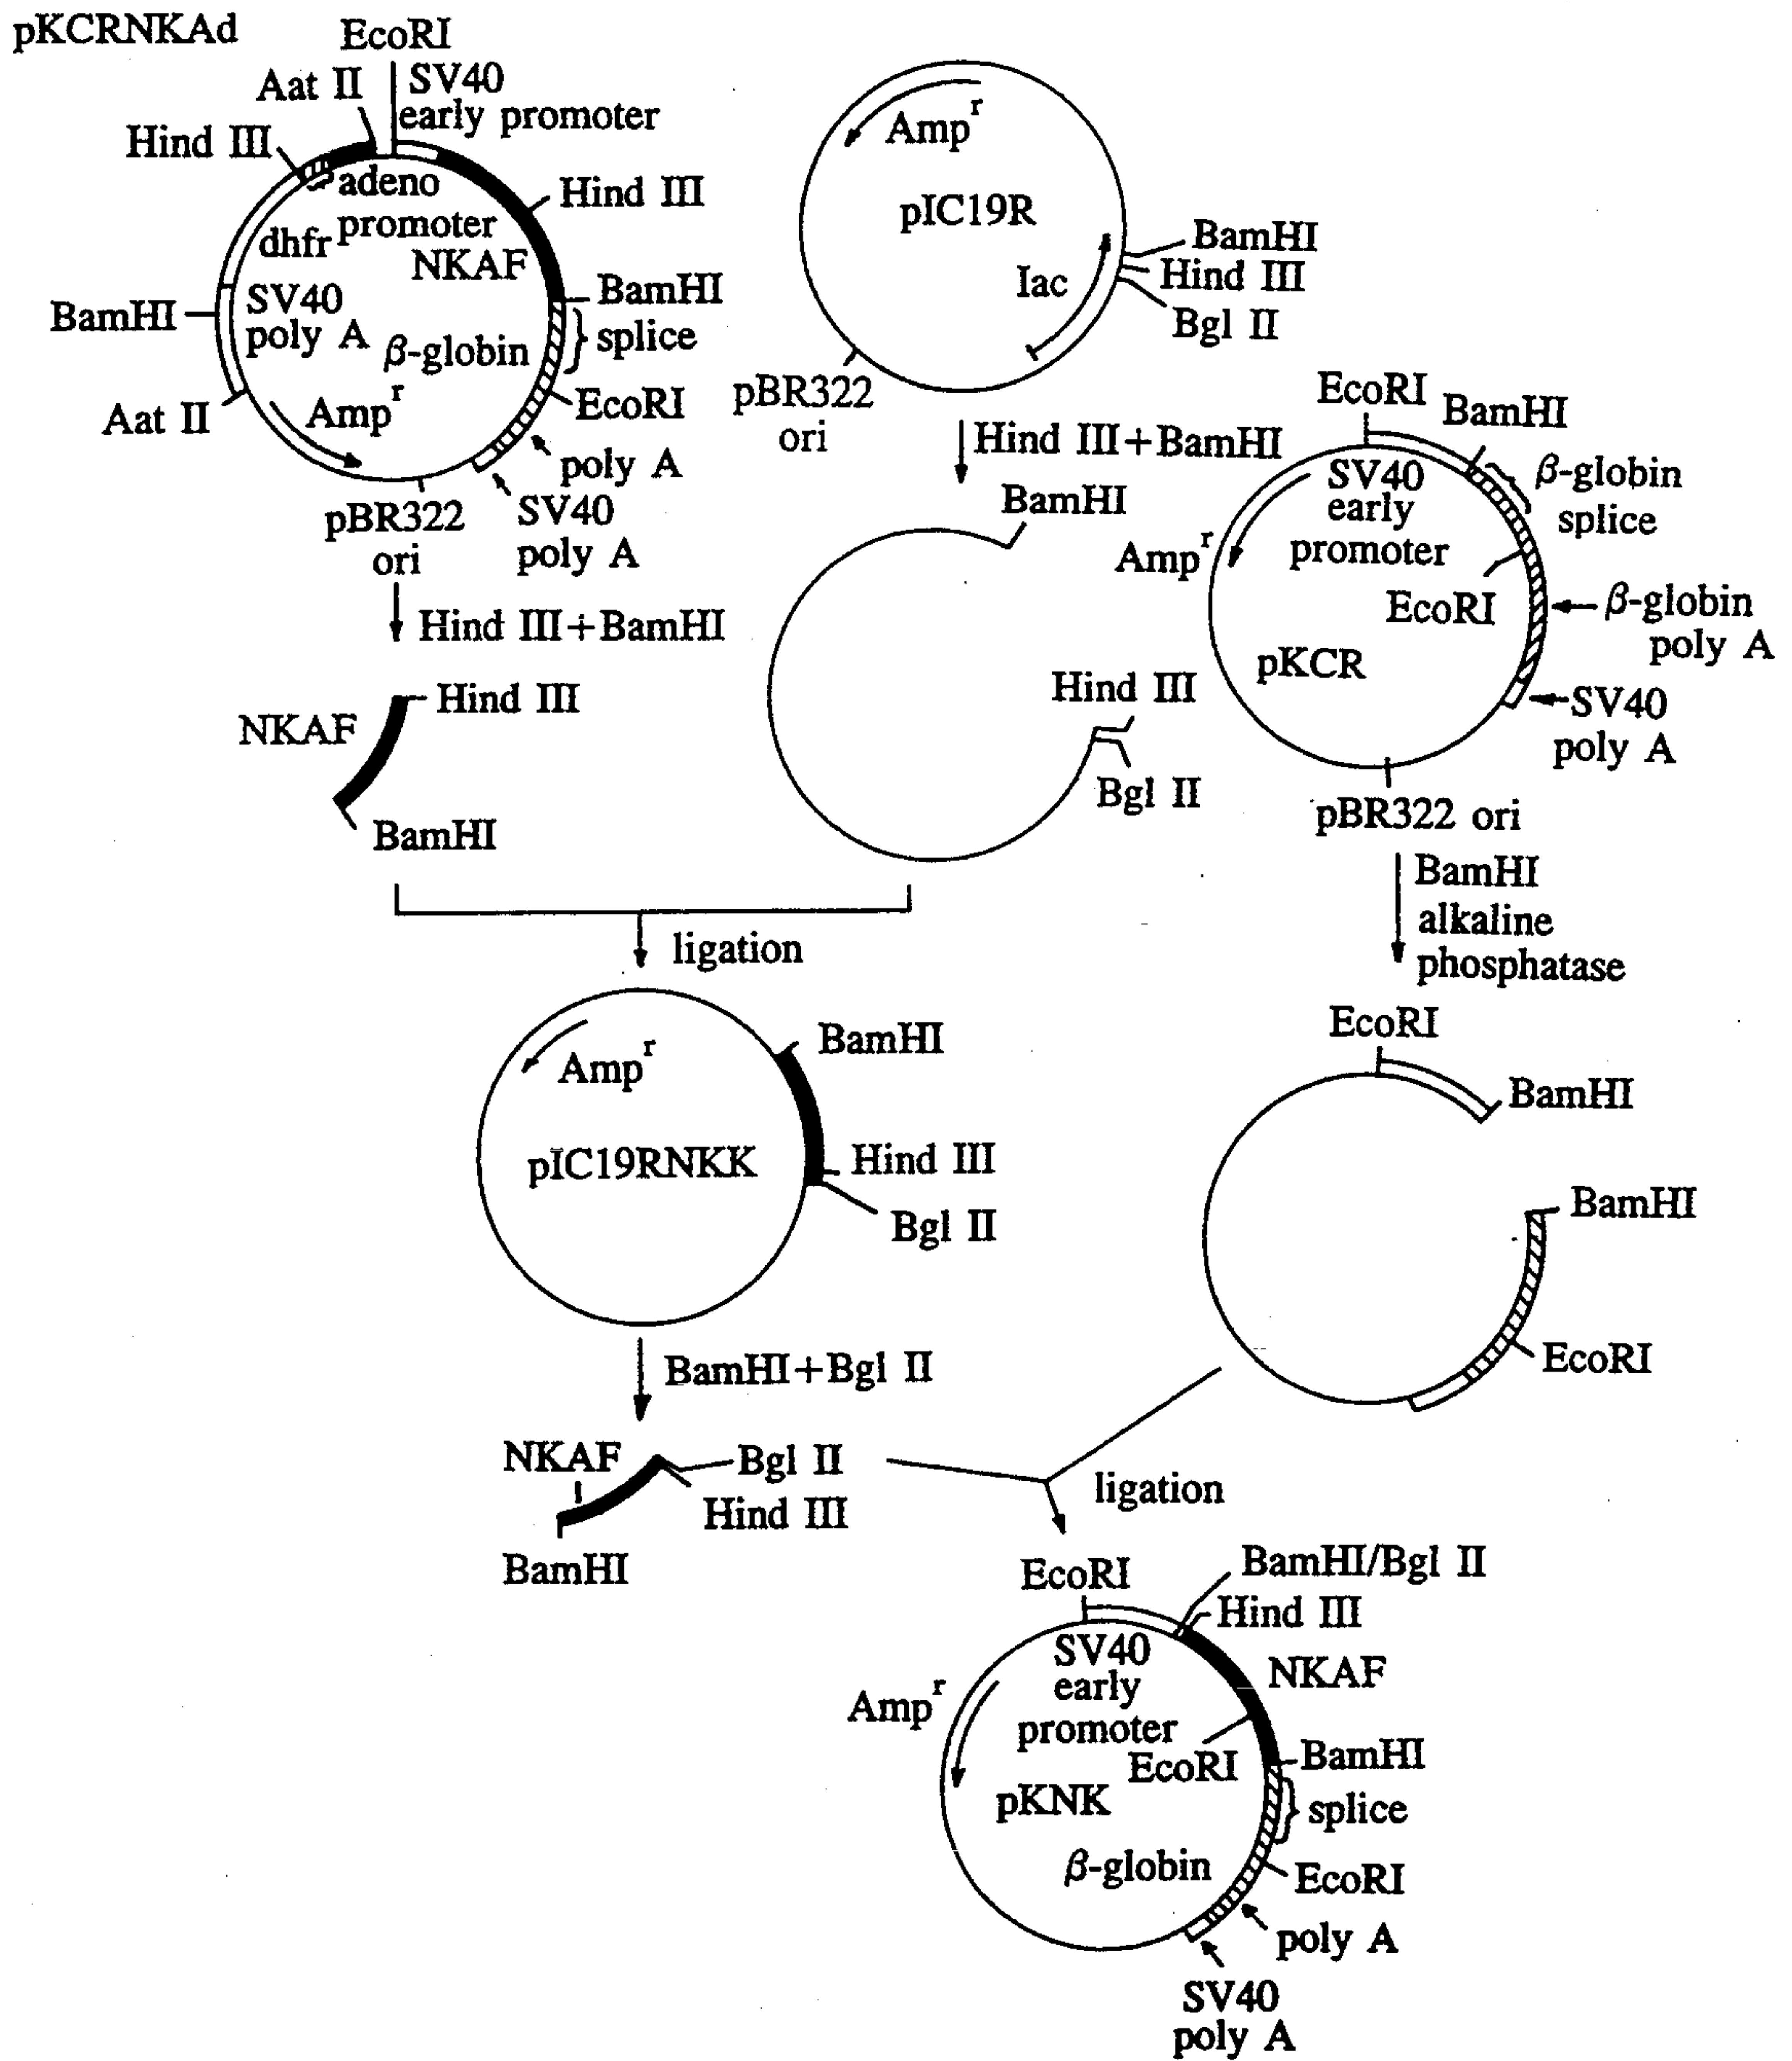 pKCRNKAd
EcoRI
Aat II
SV40
early promoter
Hind III
adeno
promoter
Hind III
dhfr
NKAF
BamHI
SV40
poly A
BamHI
splice
β-globin
Aat II
Amp^r
EcoRI
poly A
pBR322
ori
SV40
poly A
Hind III+BamHI
NKAF
Hind III
BamHI
Amp^r
pIC19R
BamHI
Hind III
Bgl II
lac
pBR322
ori
Hind III+BamHI
BamHI
Hind III
Bgl II
EcoRI
BamHI
SV40
early
promoter
β-globin
splice
Amp^r
EcoRI
β-globin
poly A
pKCR
SV40
poly A
pBR322 ori
BamHI
alkaline
phosphatase
ligation
Amp^r
BamHI
pIC19RNKK
Hind III
Bgl II
EcoRI
BamHI
BamHI
EcoRI
BamHI+Bgl II
NKAF
Bgl II
Hind III
BamHI
ligation
EcoRI
BamHI/Bgl II
Hind III
SV40
early
promoter
NKAF
Amp^r
EcoRI
BamHI
pKNK
splice
β-globin
EcoRI
poly A
SV40
poly A